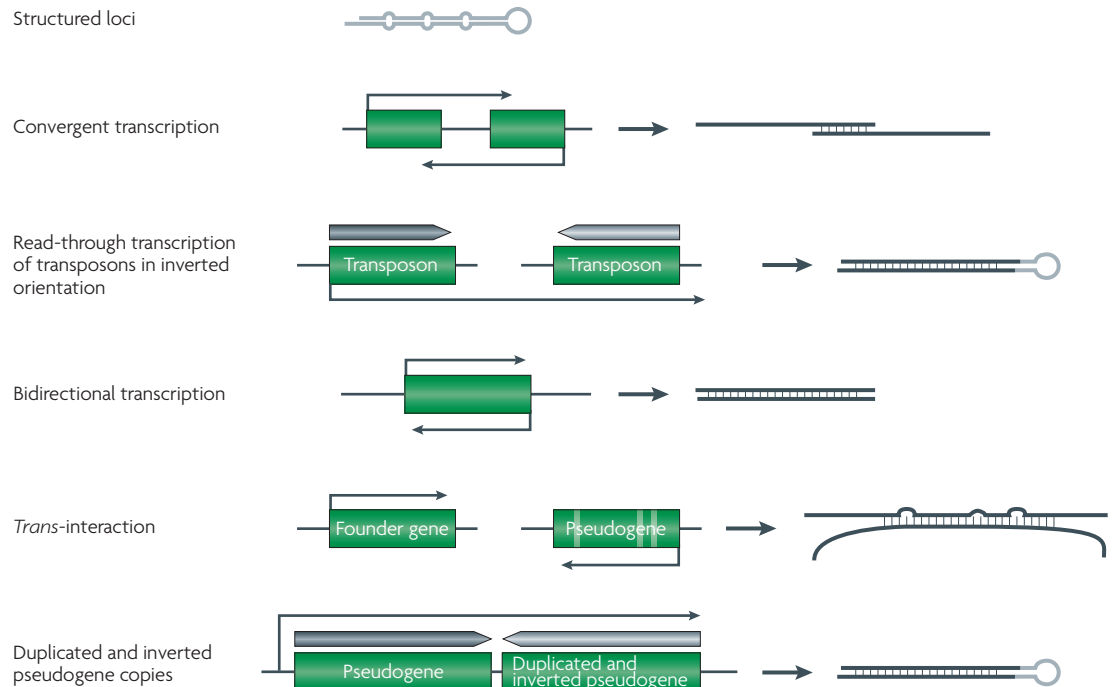 Structured loci
Convergent transcription
Read-through transcription
of transposons in inverted
orientation
Transposon
Transposon
Bidirectional transcription
Trans-interaction
Founder gene
Pseudogene
Duplicated and inverted
pseudogene copies
Pseudogene
Duplicated and
inverted pseudogene